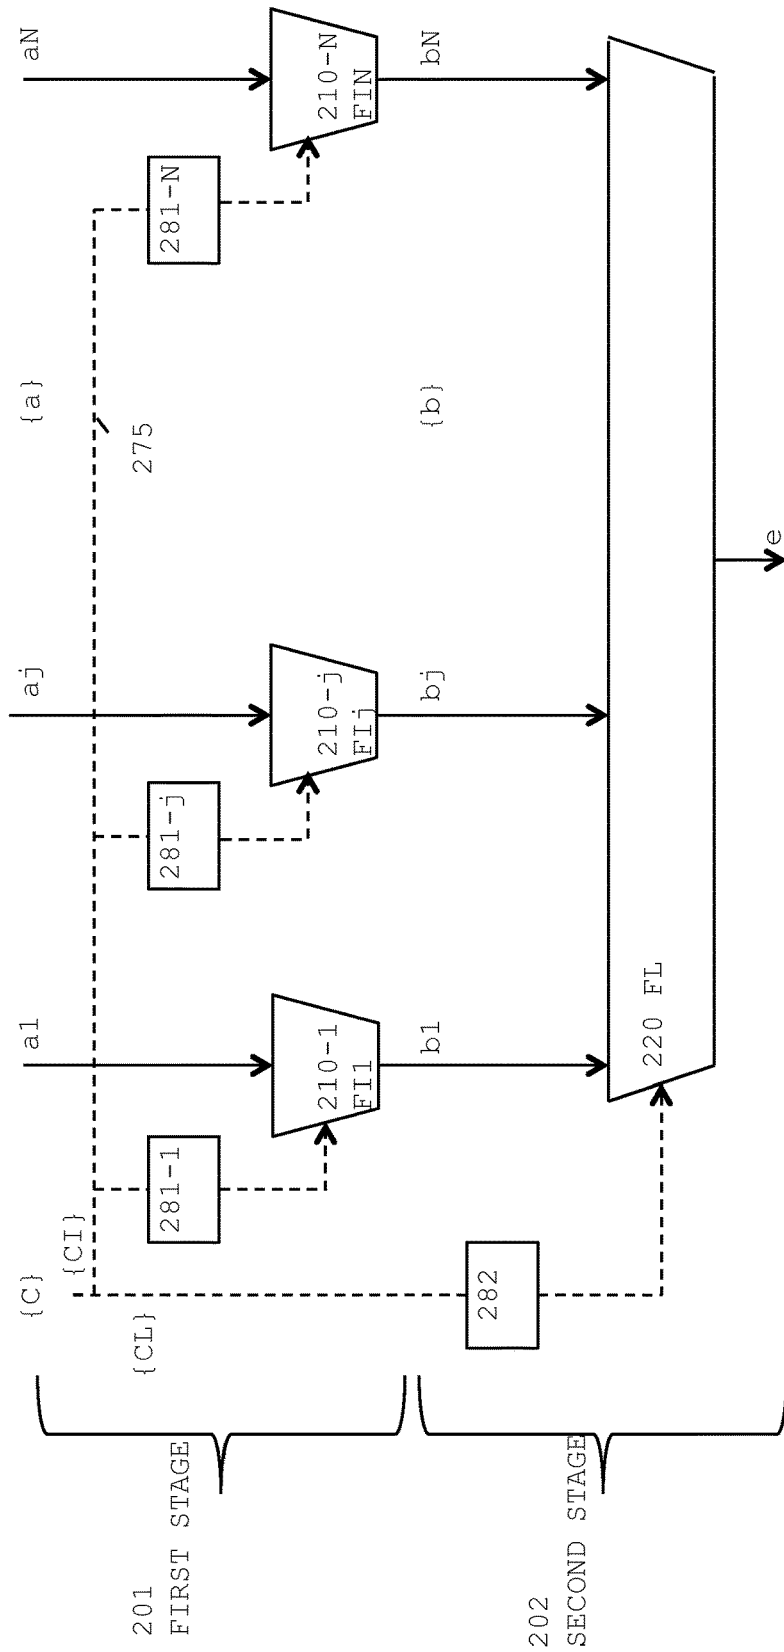 201
FIRST STAGE
202
SECOND STAGE
{C}
{CI}
{CL}
a1
aj
{a}
aN
275
281-1
281-j
281-N
210-1
FI1
210-j
FIj
210-N
FIN
282
b1
bj
{b}
bN
220 FL
e